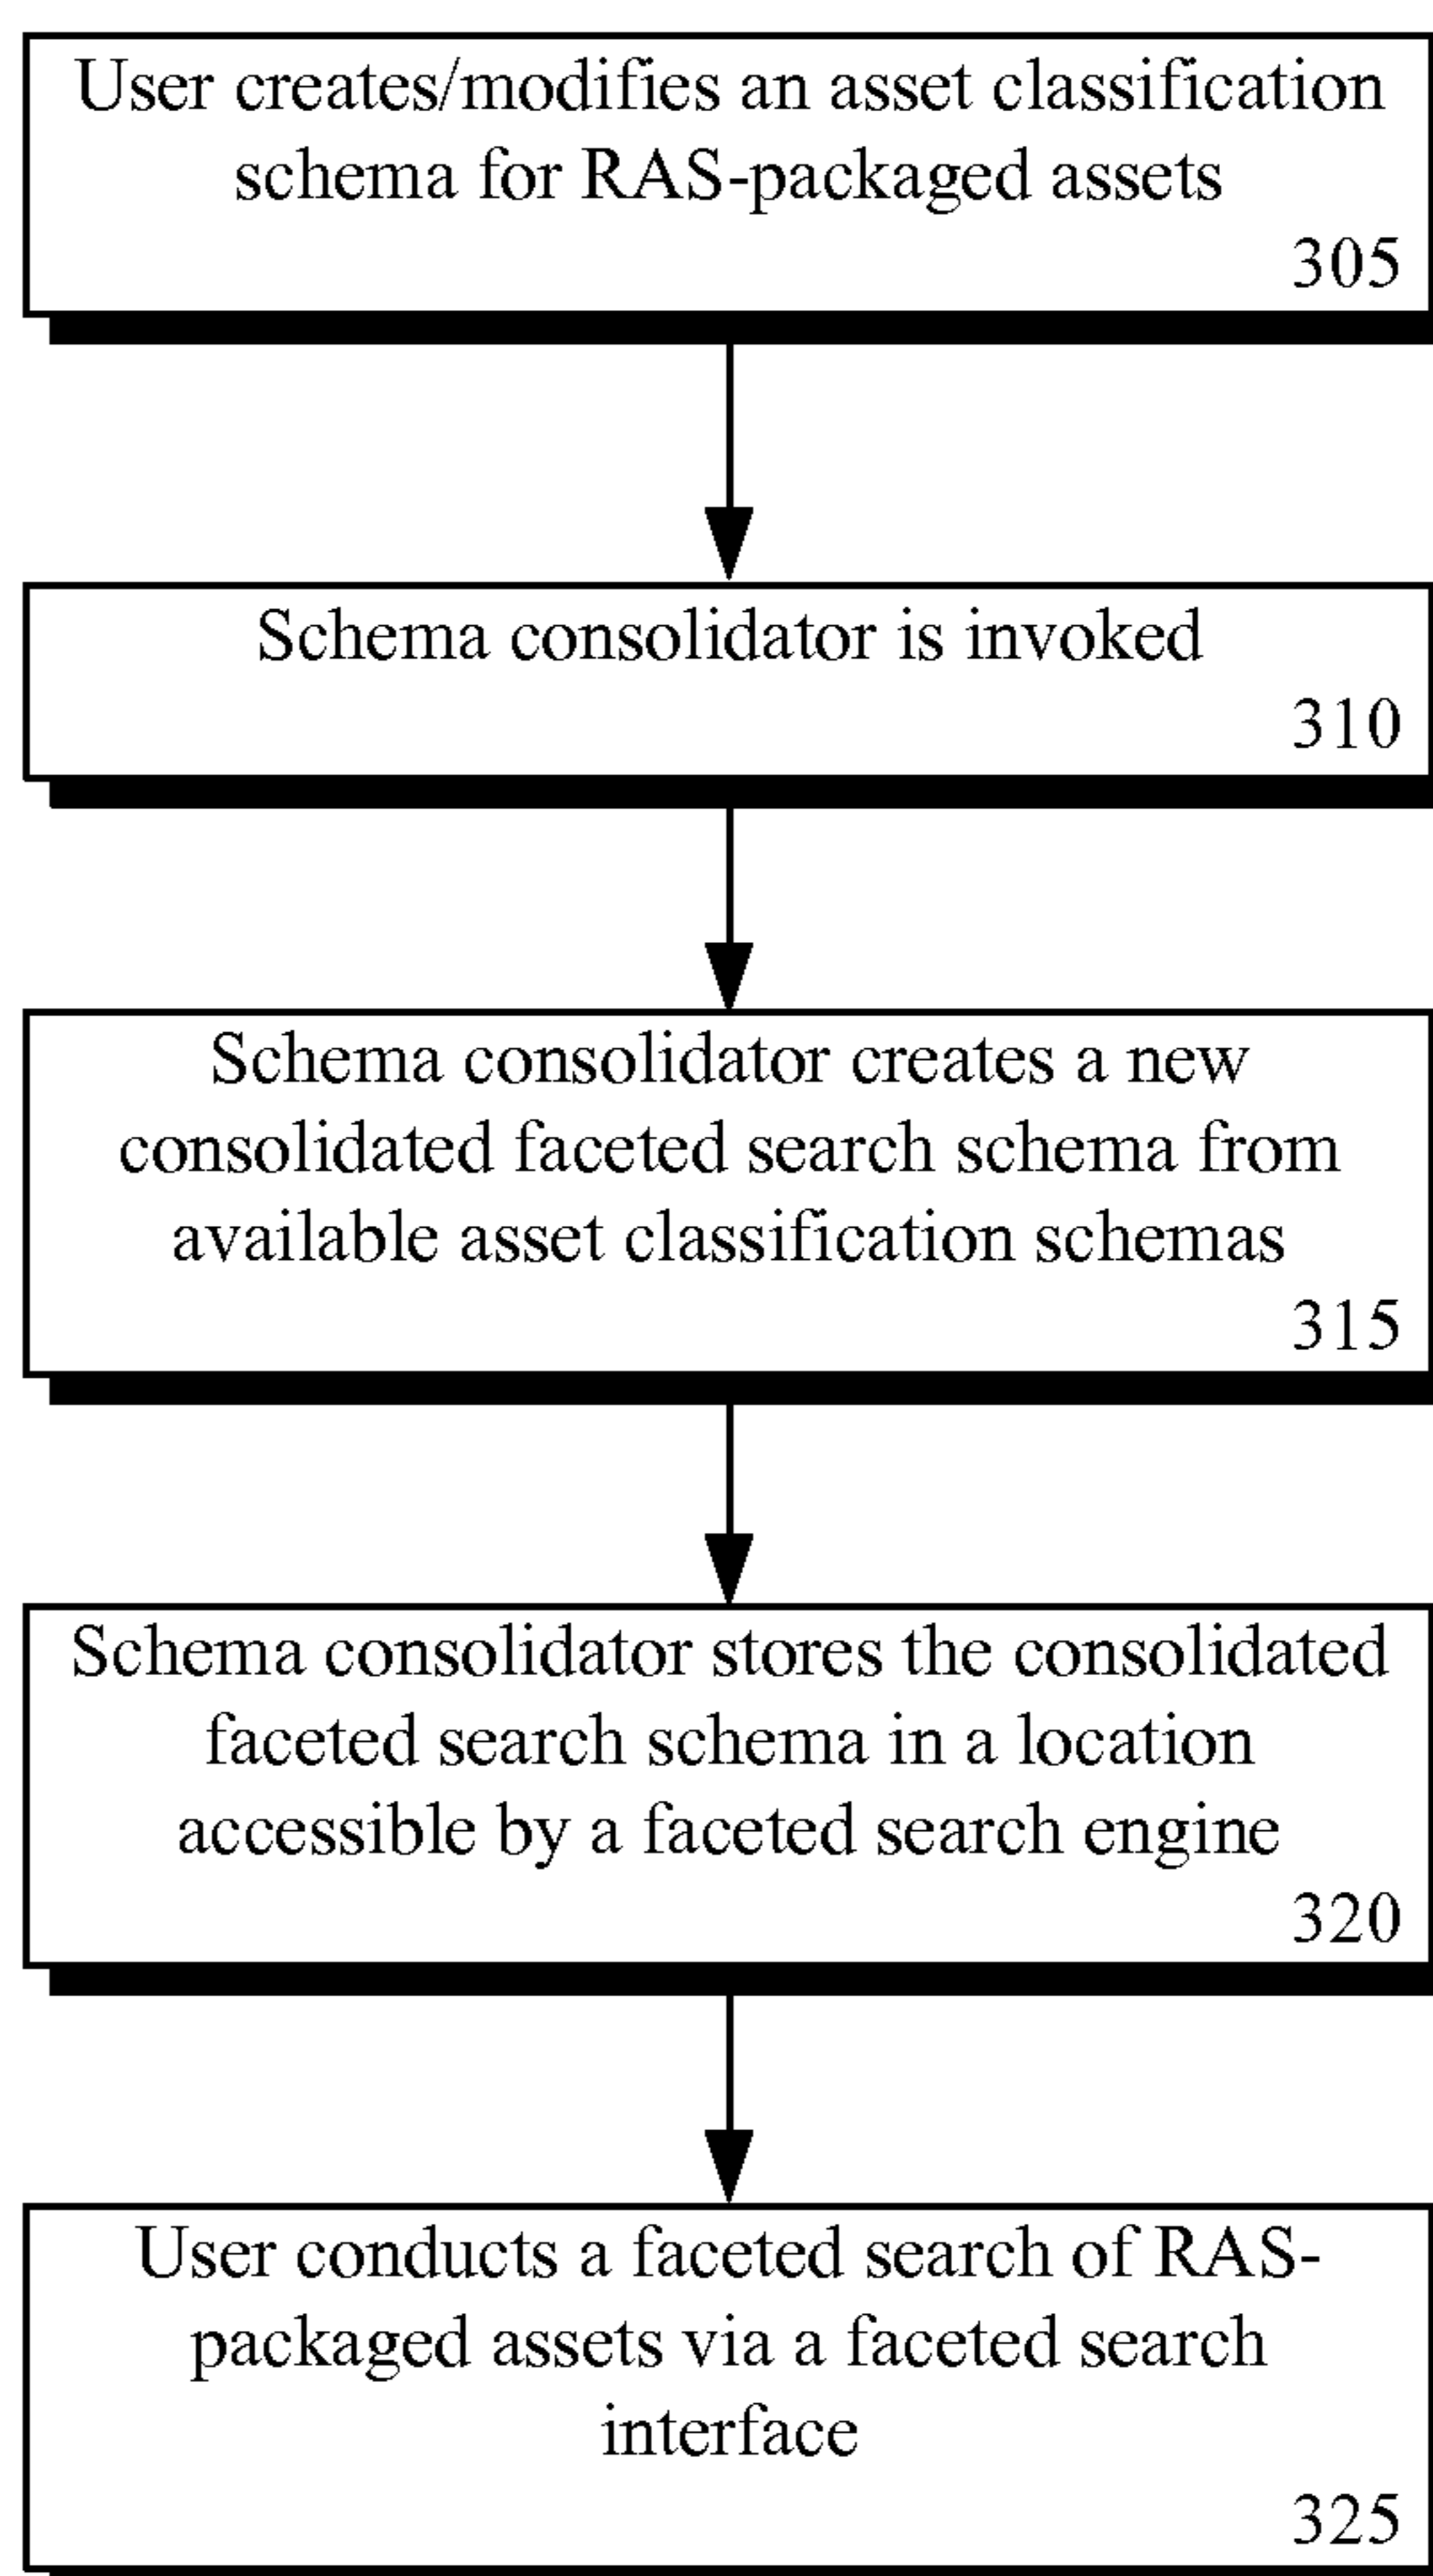 User creates/modifies an asset classification
schema for RAS-packaged assets
305
Schema consolidator is invoked
310
Schema consolidator creates a new
consolidated faceted search schema from
available asset classification schemas
315
Schema consolidator stores the consolidated
faceted search schema in a location
accessible by a faceted search engine
320
User conducts a faceted search of RAS-
packaged assets via a faceted search
interface
325